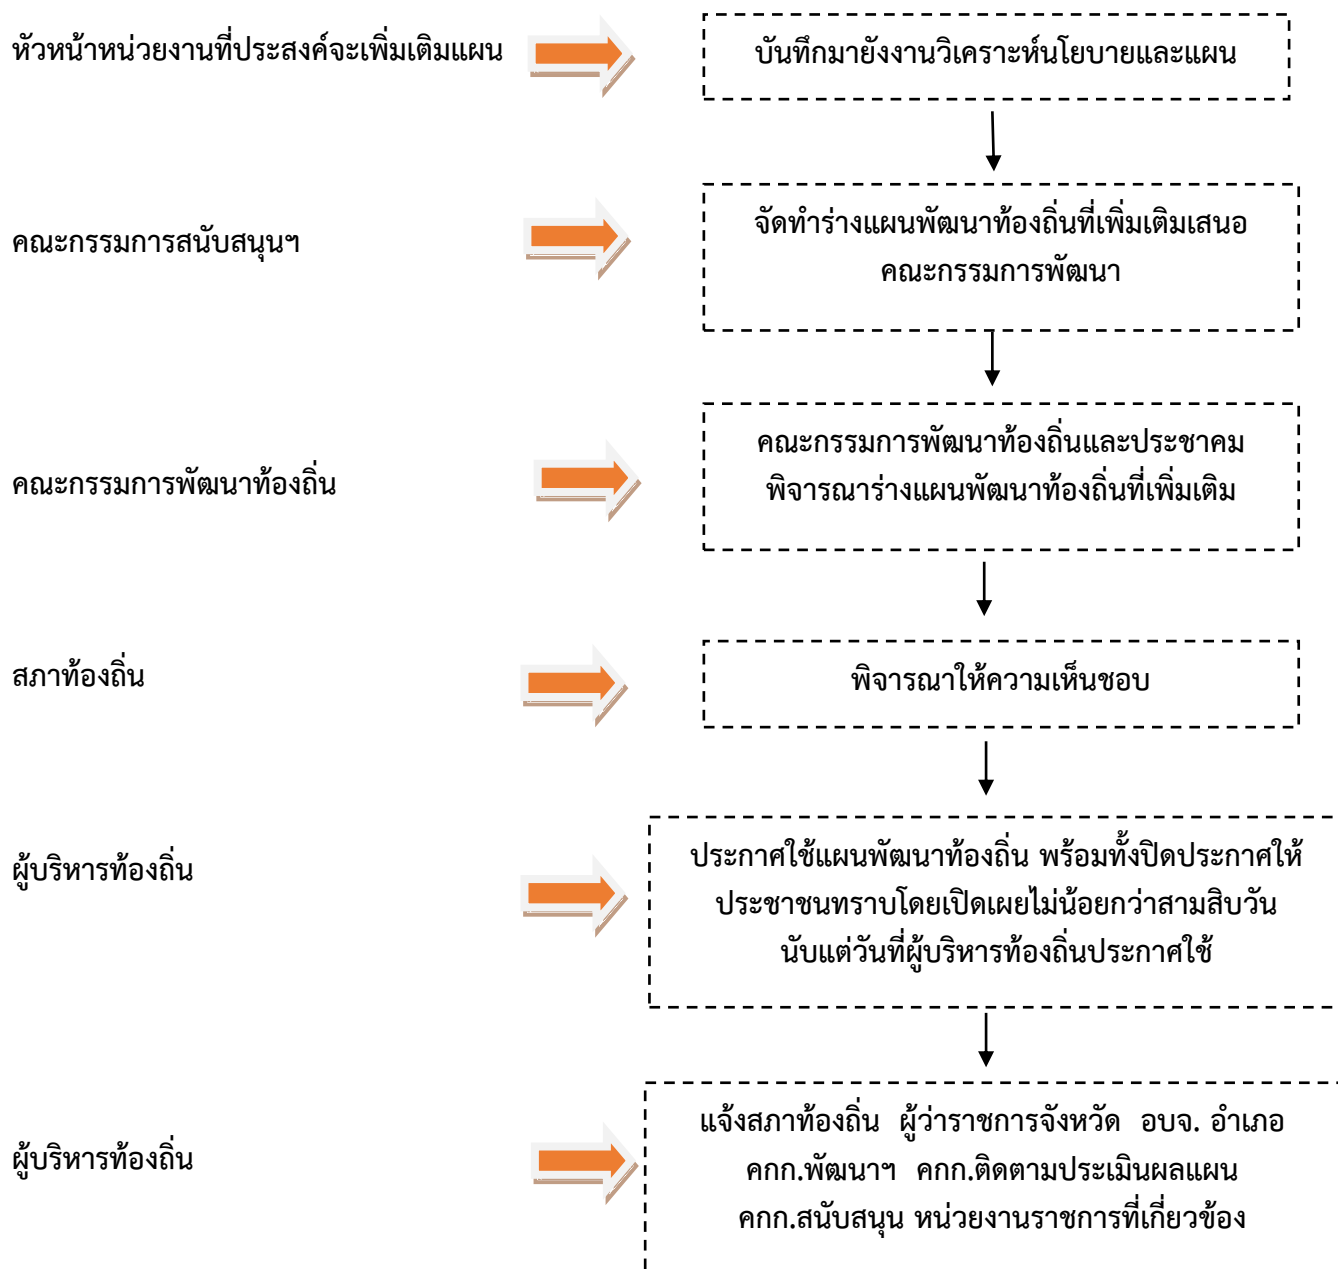 หัวหน้าหน่วยงานที่ประสงค์จะเพิ่มเติมแผน
บันทึกมายังงานวิเคราะห์นโยบายและแผน
คณะกรรมการสนับสนุนฯ
จัดทำร่างแผนพัฒนาท้องถิ่นที่เพิ่มเติมเสนอ
คณะกรรมการพัฒนา
คณะกรรมการพัฒนาท้องถิ่น
คณะกรรมการพัฒนาท้องถิ่นและประชาคม
พิจารณาร่างแผนพัฒนาท้องถิ่นที่เพิ่มเติม
สภาท้องถิ่น
พิจารณาให้ความเห็นชอบ
ผู้บริหารท้องถิ่น
ประกาศใช้แผนพัฒนาท้องถิ่น พร้อมทั้งปิดประกาศให้
ประชาชนทราบโดยเปิดเผยไม่น้อยกว่าสามสิบวัน
นับแต่วันที่ผู้บริหารท้องถิ่นประกาศใช้
ผู้บริหารท้องถิ่น
แจ้งสภาท้องถิ่น ผู้ว่าราชการจังหวัด อบจ. อำเภอ
คกก.พัฒนาฯ คกก.ติดตามประเมินผลแผน
คกก.สนับสนุน หน่วยงานราชการที่เกี่ยวข้อง